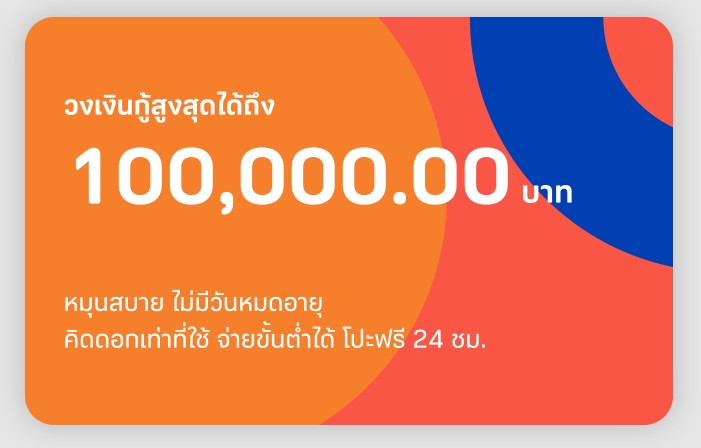 วงเงินกู้สูงสุดได้ถึง
100,000.00 บาท
หมุนสบาย ไม่มีวันหมดอายุ
คิดดอกเท่าที่ใช้ จ่ายขั้นต่ำได้ โปะฟรี 24 ชม.